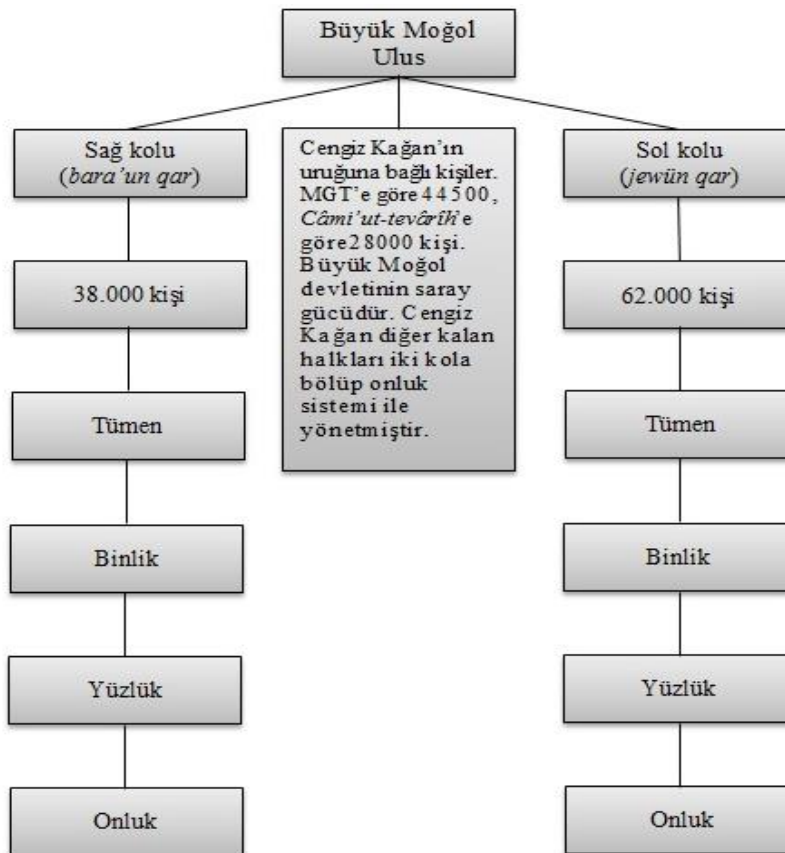 Büyük Moğol
Ulus
Sağ kolu
(bara’un qar)
Cengiz Kağan’ın
uruğuna bağlı kişiler.
MGT’e göre 44500,
Câmi’ut-tevârîh’e
göre28000 kişi.
Büyük Moğol
devletinin saray
gücüdür. Cengiz
Kağan diğer kalan
halkları iki kola
bölüp onluk
sistemi ile
yönetmiştir.
Sol kolu
(jewün qar)
38.000 kişi
62.000 kişi
Tümen
Tümen
Binlik
Binlik
Yüzlük
Yüzlük
Onluk
Onluk